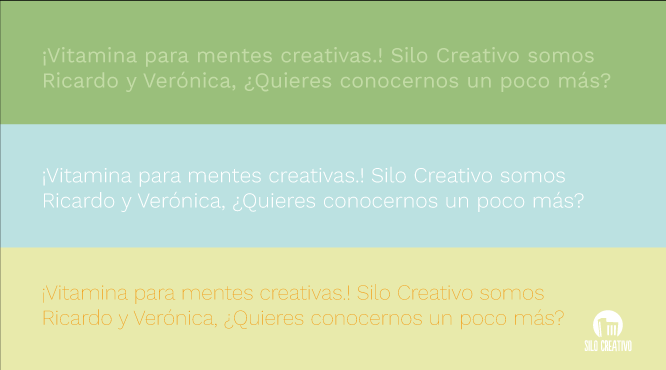 ¡Vitamina para mentes creativas.! Silo Creativo somos
Ricardo y Verónica, ¿Quieres conocernos un poco más?
¡Vitamina para mentes creativas.! Silo Creativo somos
Ricardo y Verónica, ¿Quieres conocernos un poco más?
¡Vitamina para mentes creativas.! Silo Creativo somos
Ricardo y Verónica, ¿Quieres conocernos un poco más?
SILO CREATIVO